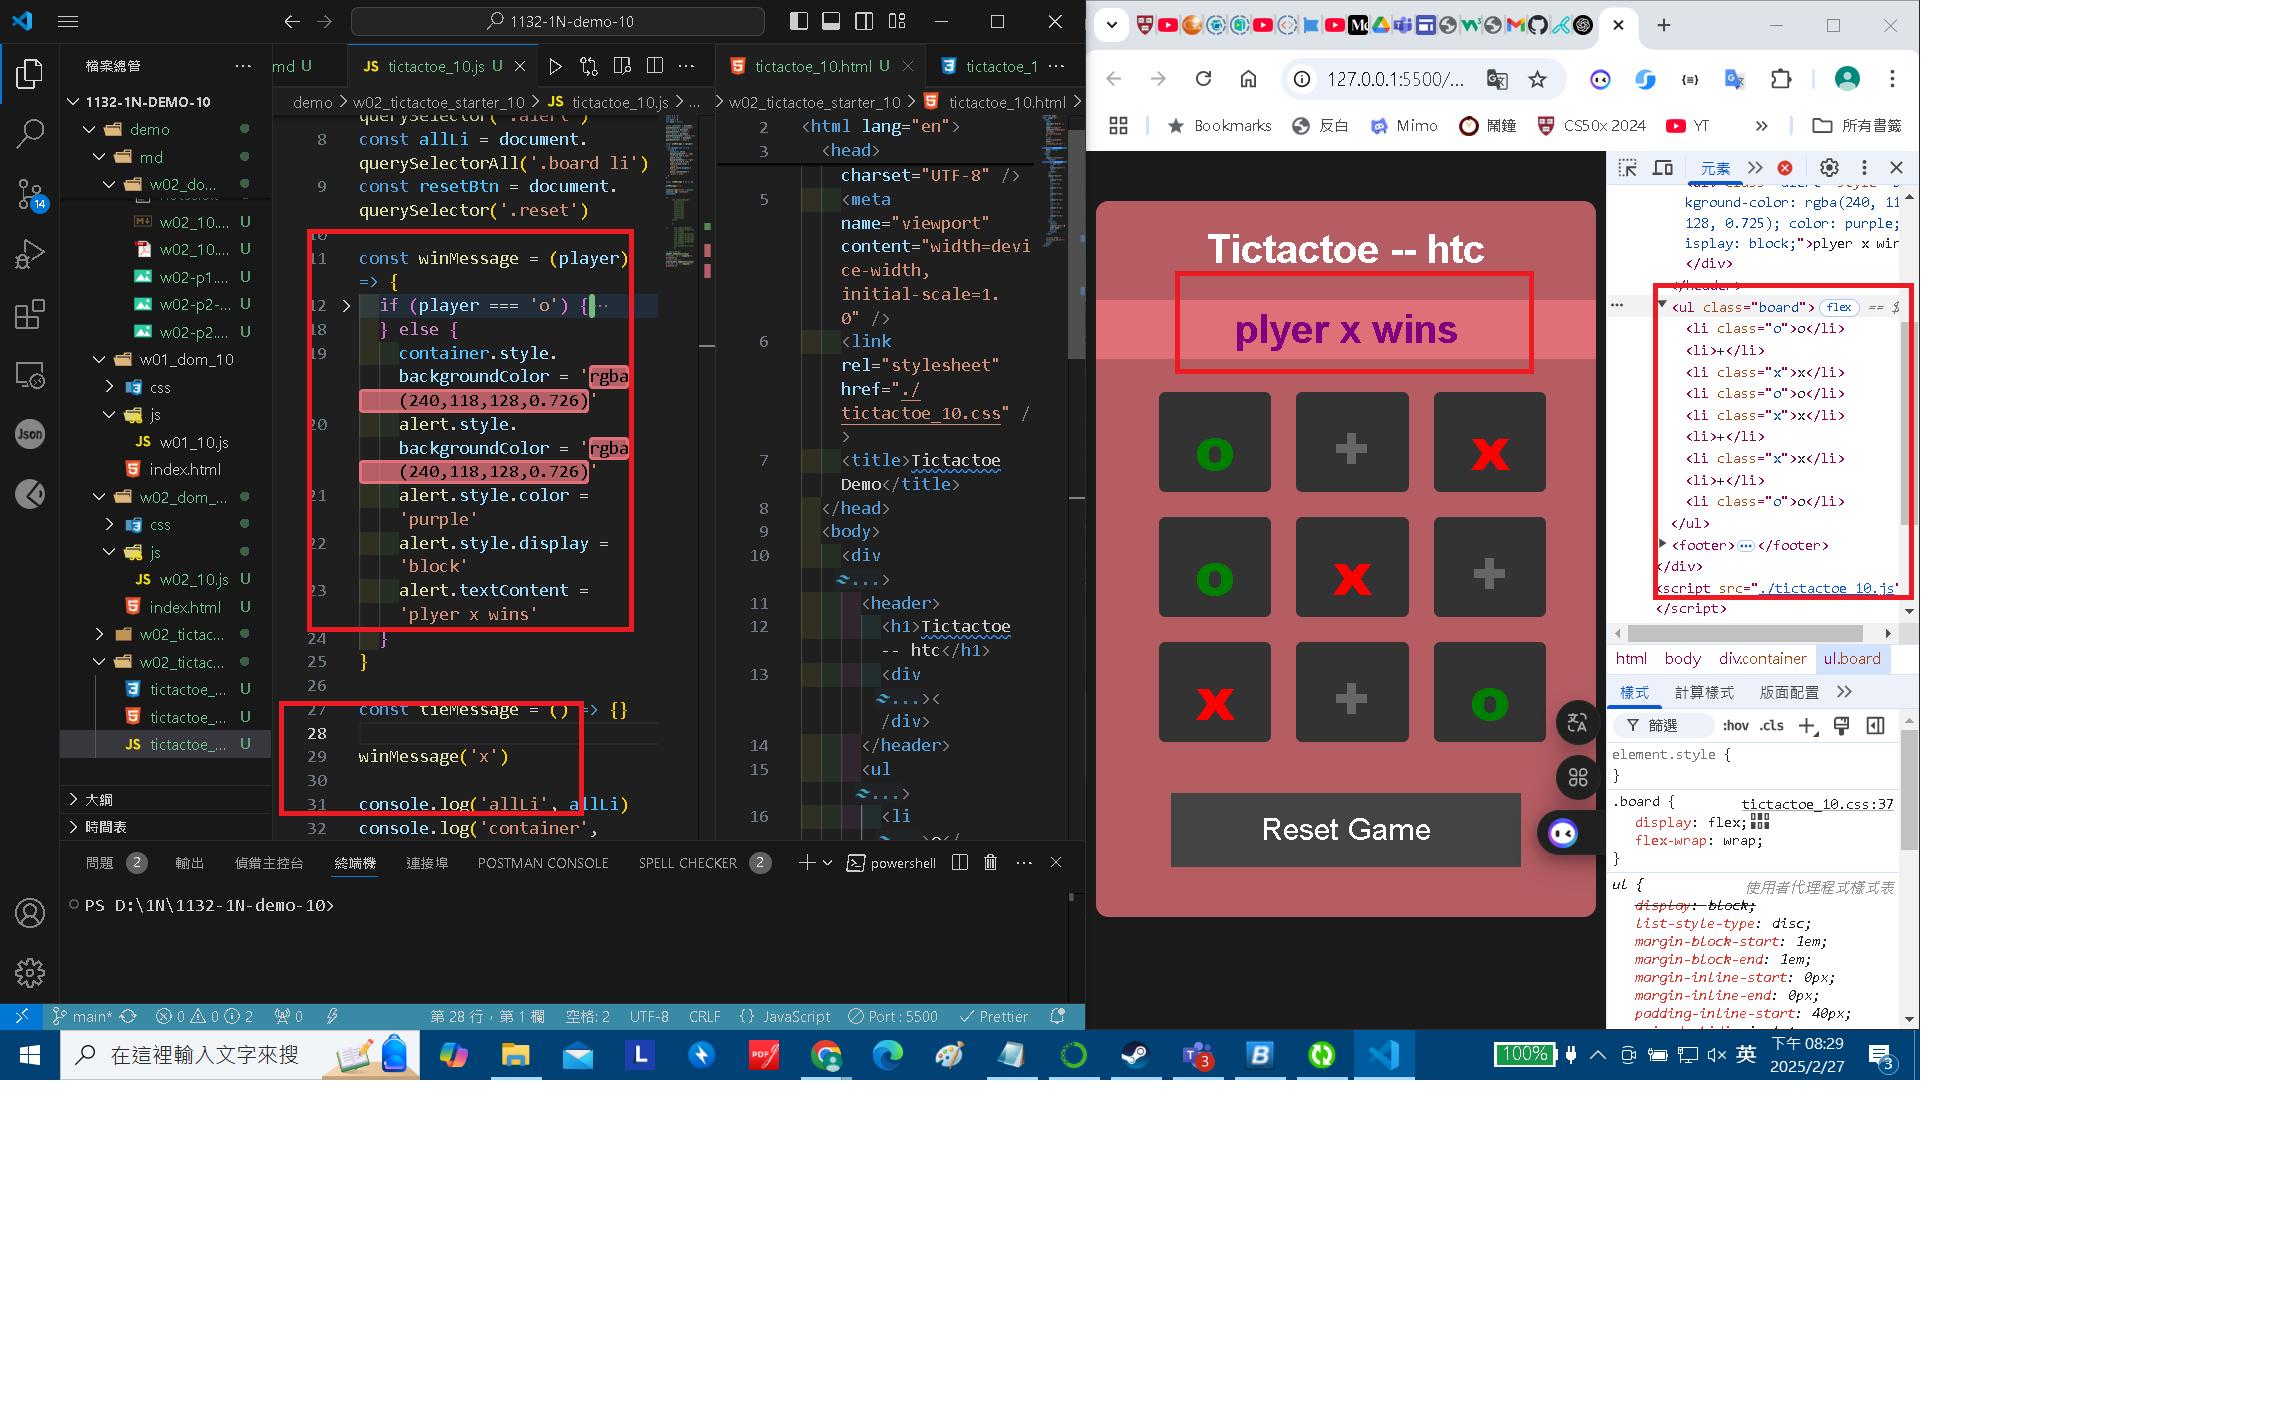 1132-1N-demo-10
檔案總管
1132-1N-DEMO-10
demo
md
w02_do...
w02_10.... U
w02_10.... U
w02-p1.... U
w02-p2-... U
w02-p2.... U
w01_dom_10
css
js
JS w01_10.js
index.html
w02_dom_...
css
js
JS w02_10.js U
index.html U
w02_tictac...
w02_tictac...
tictactoe_... U
tictactoe_... U
JS tictactoe_... U
大綱
時間表
14
Json
md U
JS tictactoe_10.js U
demo > w02_tictactoe_starter_10 > JS tictactoe_10.js > ...
querySelector('.alert')
8 const allLi = document.
querySelectorAll('.board li')
9 const resetBtn = document.
querySelector('.reset')
10
11 const winMessage = (player)
=> {
12 if (player === 'o') {...
18 } else {
19 container.style.
backgroundColor = 'rgba
(240,118,128,0.726)'
20 alert.style.
backgroundColor = 'rgba
(240,118,128,0.726)'
21 alert.style.color =
'purple'
22 alert.style.display =
'block'
23 alert.textContent =
'plyer x wins'
24 }
25 }
26
27 const tieMessage = () => {}
28
29 winMessage('x')
30
31 console.log('allLi', allLi)
32 console.log('container',
tictactoe_10.html U
tictactoe_1
w02_tictactoe_starter_10 > tictactoe_10.html >
2 <html lang="en">
3 <head>
charset="UTF-8" />
5 <meta
name="viewport"
content="width=devi
ce-width,
initial-scale=1.
0" />
6 <link
rel="stylesheet"
href="./
tictactoe_10.css" /
>
7 <title>Tictactoe
Demo</title>
8 </head>
9 <body>
10 <div
...>
11 <header>
12 <h1>Tictactoe
-- htc</h1>
13 <div
...><
/div>
14 </header>
15 <ul
...>
16 <li
問題 2 輸出 偵錯主控台 終端機 連接埠 POSTMAN CONSOLE SPELL CHECKER 2
powershell
PS D:\1N\1132-1N-demo-10>
main* 0 0 2 0
第 28 行，第 1 欄 空格: 2 UTF-8 CRLF {} JavaScript Port : 5500 Prettier
127.0.0.1:5500/...
Bookmarks 反白 Mimo 鬧鐘 CS50x 2024 YT » 所有書籤
Tictactoe -- htc
plyer x wins
o + x
o x +
x + o
Reset Game
元素
kground-color: rgba(240, 11
128, 0.725); color: purple;
isplay: block;">plyer x win
</div>
</header>
<ul class="board"> flex == $
<li class="o">o</li>
<li>+</li>
<li class="x">x</li>
<li class="o">o</li>
<li class="x">x</li>
<li>+</li>
<li class="x">x</li>
<li>+</li>
<li class="o">o</li>
</ul>
<footer> ... </footer>
</div>
<script src="./tictactoe_10.js"
</script>
html body div.container ul.board
樣式 計算樣式 版面配置
篩選 :hov .cls
element.style {
}
.board { tictactoe_10.css:37
display: flex;
flex-wrap: wrap;
}
ul { 使用者代理程式樣式表
display: block;
list-style-type: disc;
margin-block-start: 1em;
margin-block-end: 1em;
margin-inline-start: 0px;
margin-inline-end: 0px;
padding-inline-start: 40px;
在這裡輸入文字來搜
L
PDF
3
B
100%
英
下午 08:29
2025/2/27
3